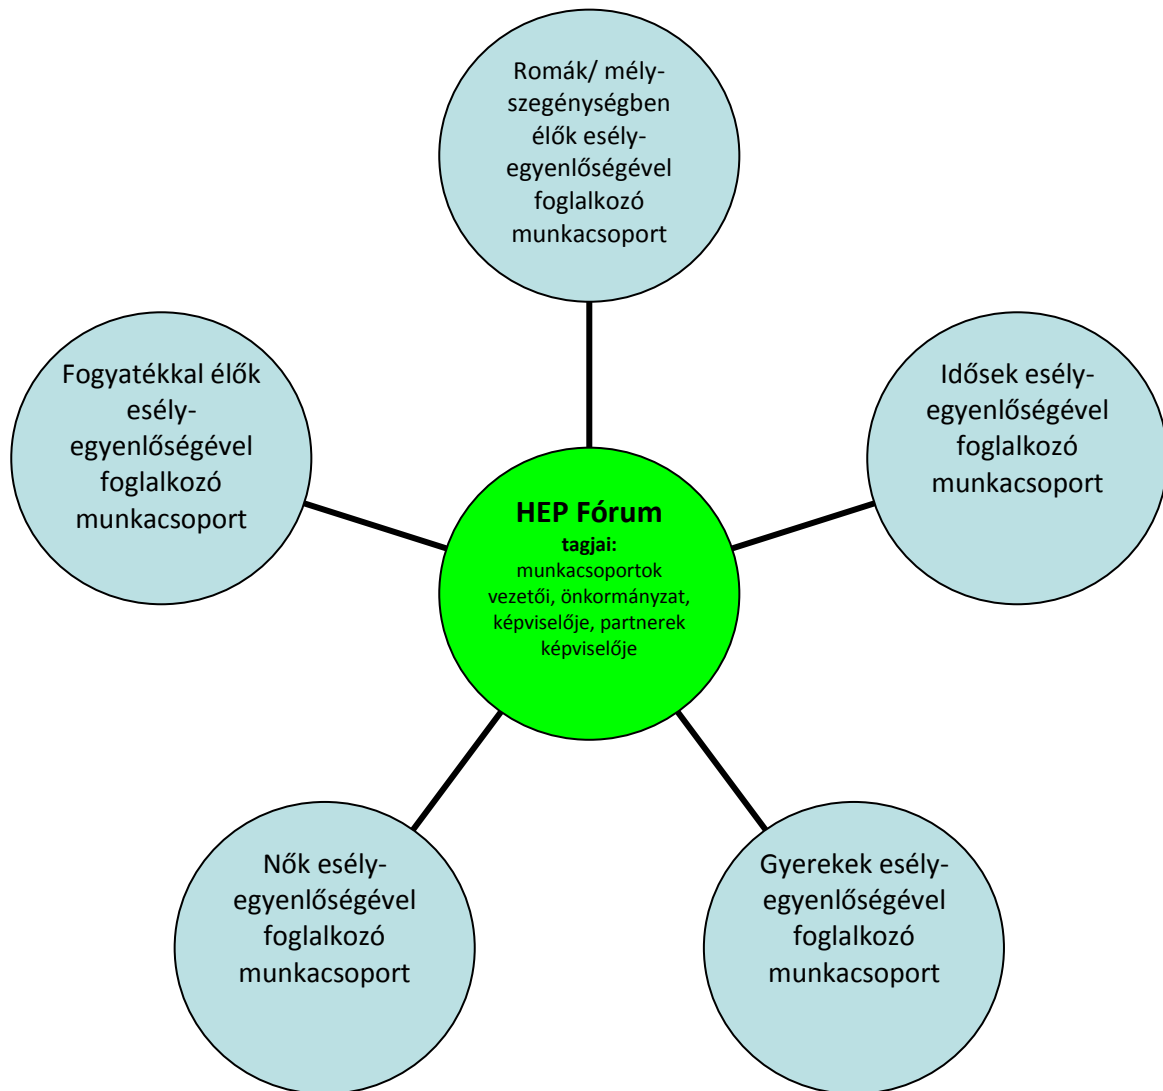 Romák/ mély-
szegénységben
élők esély-
egyenlőségével
foglalkozó
munkacsoport
Fogyatékkal élők
esély-
egyenlőségével
foglalkozó
munkacsoport
Idősek esély-
egyenlőségével
foglalkozó
munkacsoport
HEP Fórum
tagjai:
munkacsoportok
vezetői, önkormányzat,
képviselője, partnerek
képviselője
Nők esély-
egyenlőségével
foglalkozó
munkacsoport
Gyerekek esély-
egyenlőségével
foglalkozó
munkacsoport